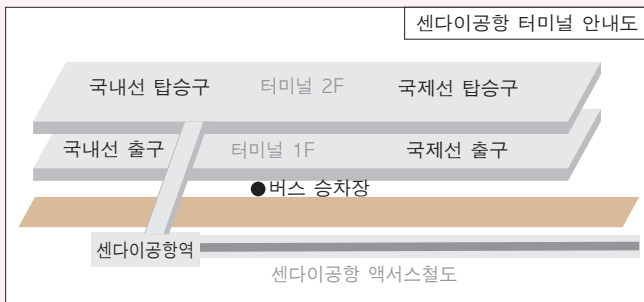 센다이공항 터미널 안내도
국내선 탑승구 터미널 2F 국제선 탑승구
국내선 출구 터미널 1F 국제선 출구
●버스 승차장
센다이공항역
센다이공항 액서스철도